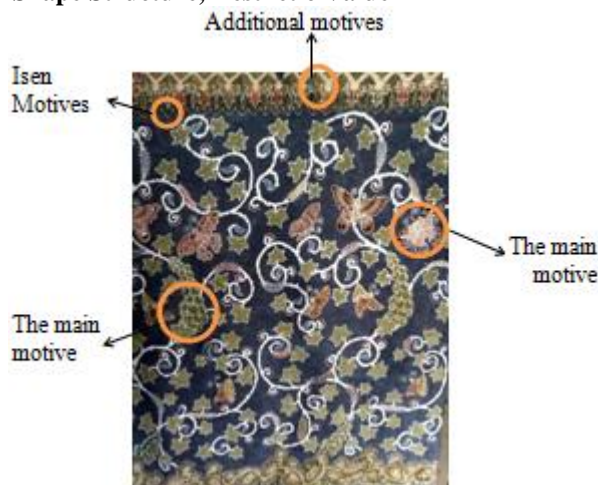 Additional motives
Isen
Motives
The main
motive
The main
motive